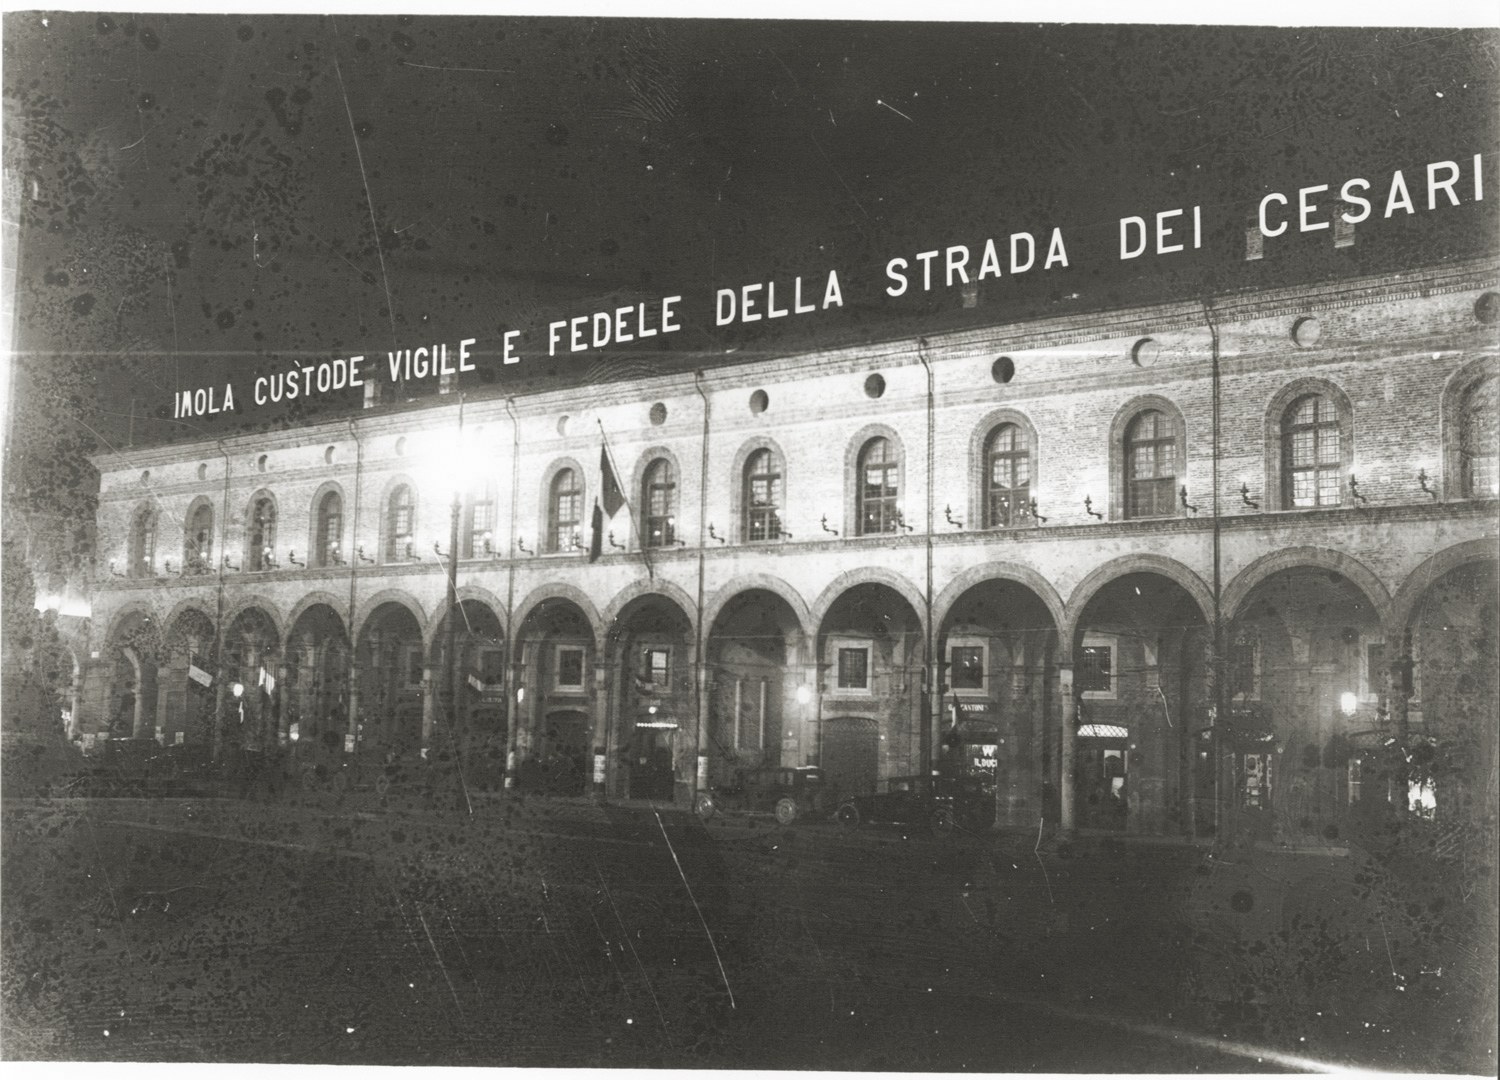 IMOLA CUSTODE VIGILE E FEDELE DELLA STRADA DEI CESARI